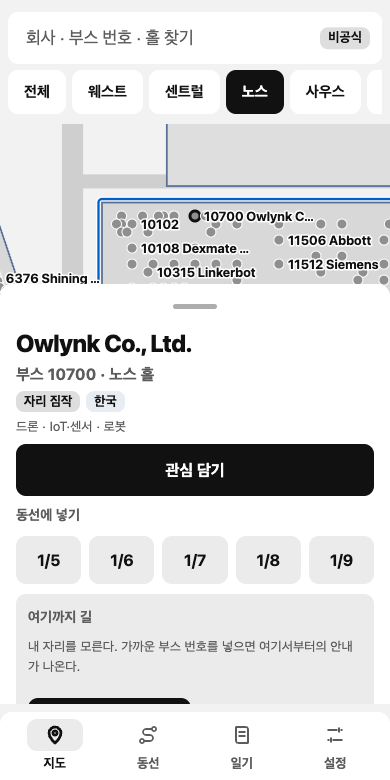 회사 · 부스 번호 · 홀 찾기
비공식
전체
웨스트
센트럴
노스
사우스
10102
10700 Owlynk C...
10108 Dexmate ...
11506 Abbott
10315 Linkerbot
11512 Siemens
6376 Shining ...
Owlynk Co., Ltd.
부스 10700 · 노스 홀
자리 짐작
한국
드론 · IoT·센서 · 로봇
관심 담기
동선에 넣기
1/5
1/6
1/7
1/8
1/9
여기까지 길
내 자리를 모른다. 가까운 부스 번호를 넣으면 여기서부터의 안내
가 나온다.
지도
동선
일기
설정